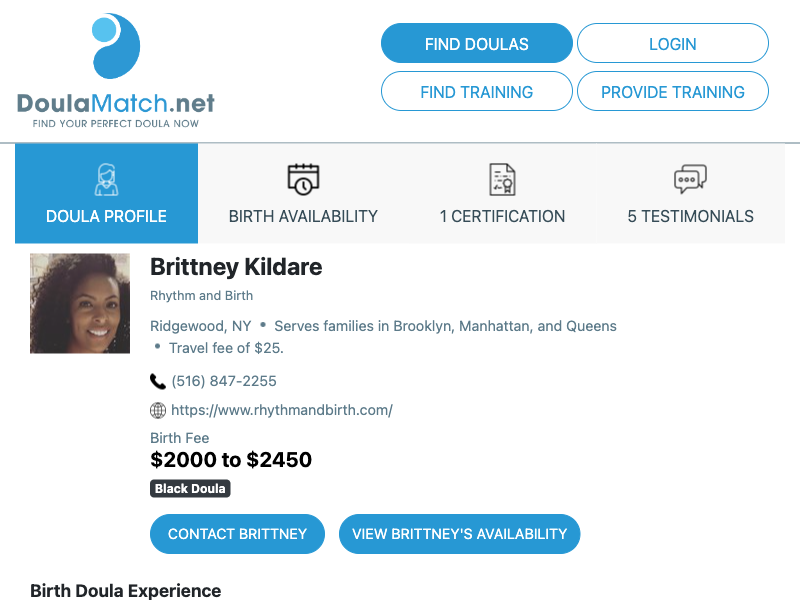 DoulaMatch.net
FIND YOUR PERFECT DOULA NOW
FIND DOULAS
LOGIN
FIND TRAINING
PROVIDE TRAINING
DOULA PROFILE
BIRTH AVAILABILITY
1 CERTIFICATION
5 TESTIMONIALS
Brittney Kildare
Rhythm and Birth
Ridgewood, NY • Serves families in Brooklyn, Manhattan, and Queens
• Travel fee of $25.
(516) 847-2255
https://www.rhythmandbirth.com/
Birth Fee
$2000 to $2450
Black Doula
CONTACT BRITTNEY
VIEW BRITTNEY'S AVAILABILITY
Birth Doula Experience